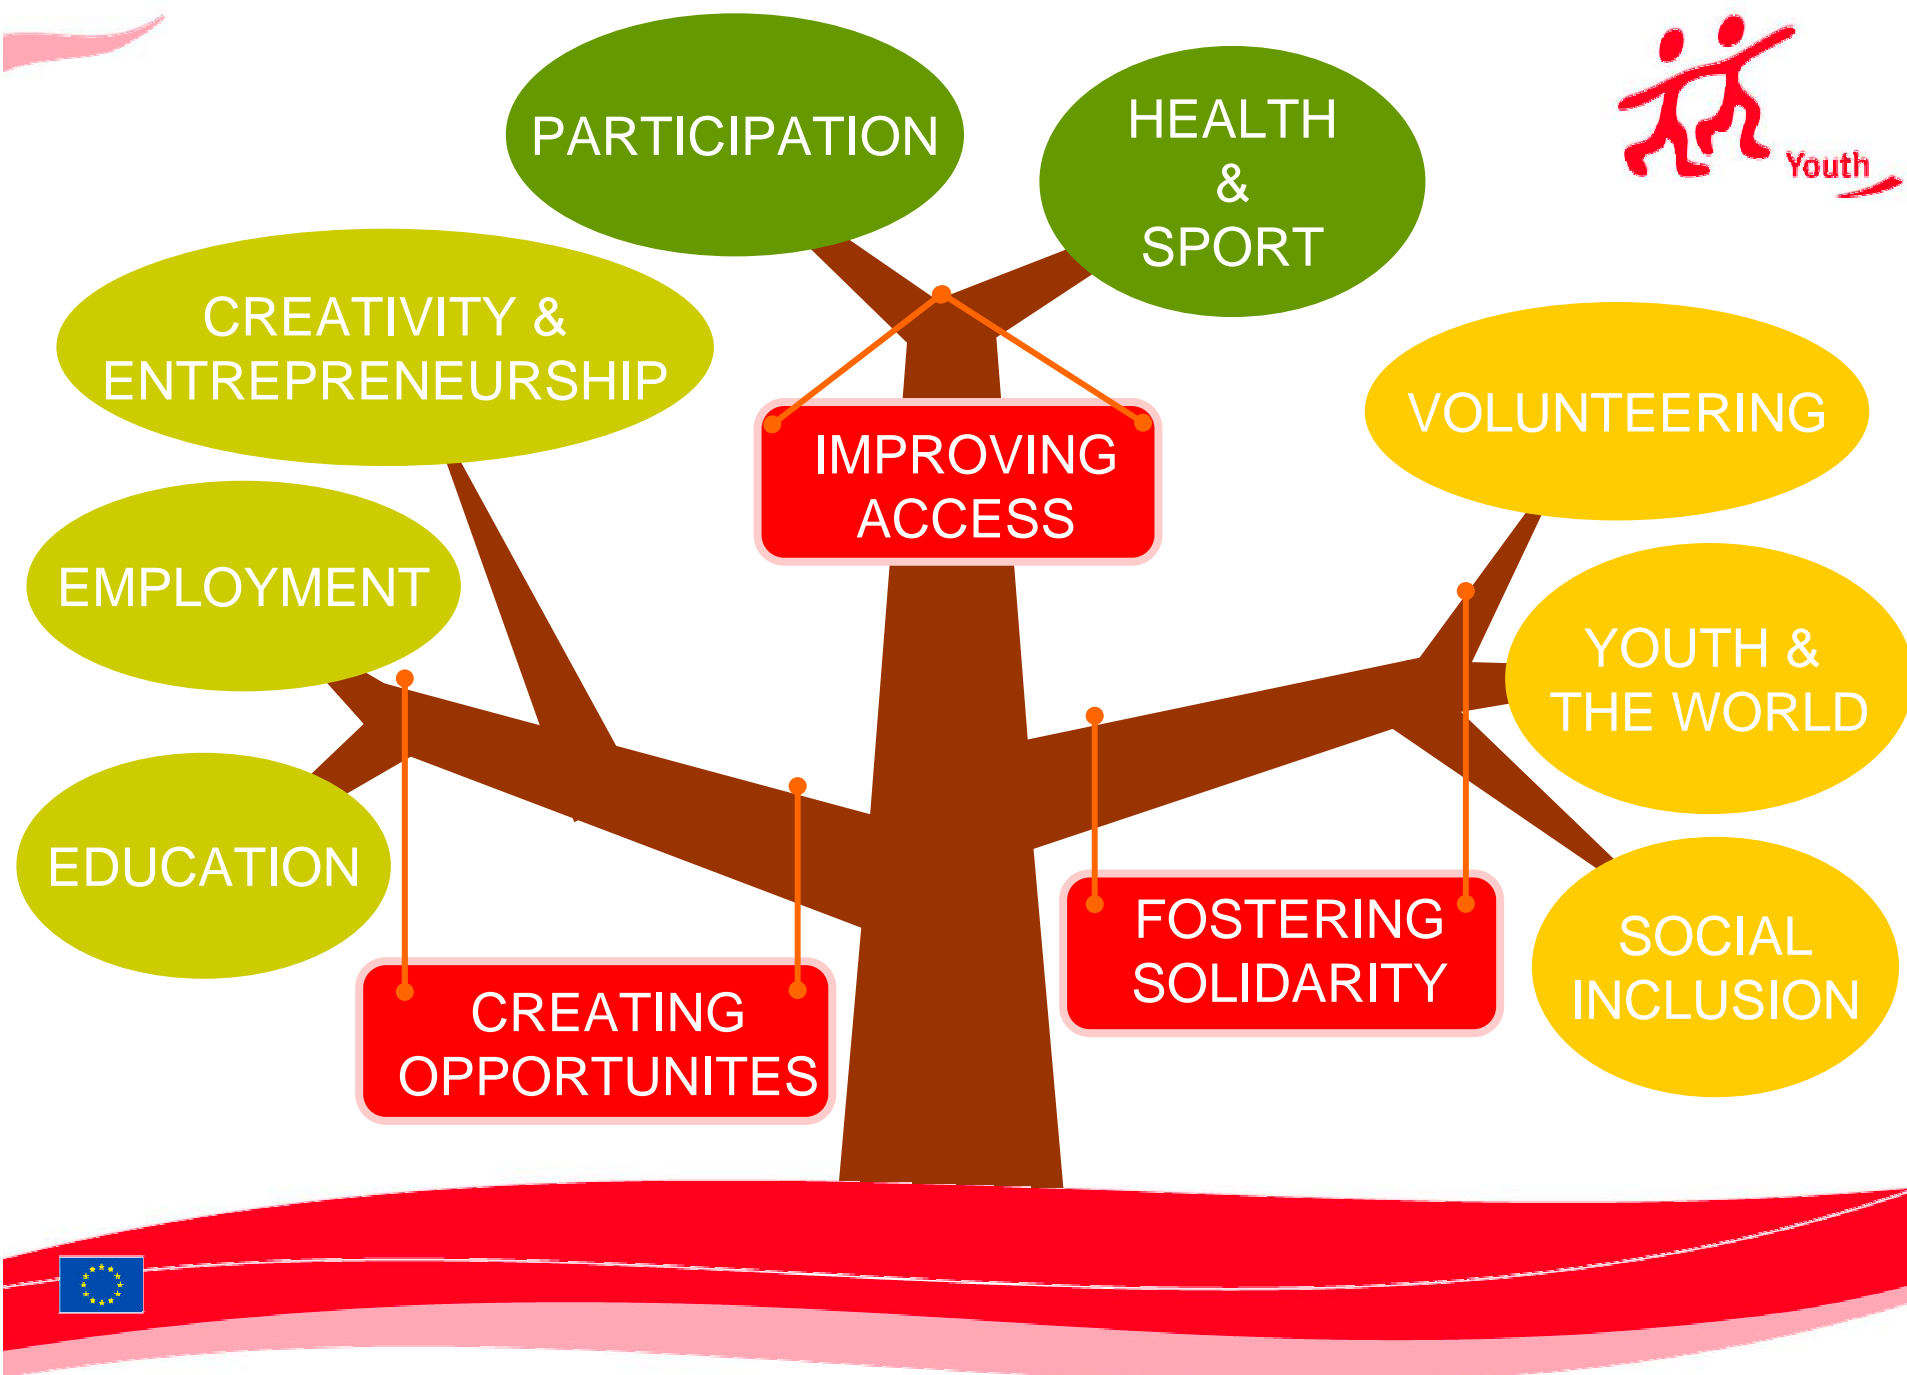 PARTICIPATION
HEALTH
&
SPORT
Youth
CREATIVITY &
ENTREPRENEURSHIP
VOLUNTEERING
IMPROVING
ACCESS
EMPLOYMENT
YOUTH &
THE WORLD
EDUCATION
FOSTERING
SOLIDARITY
SOCIAL
INCLUSION
CREATING
OPPORTUNITES